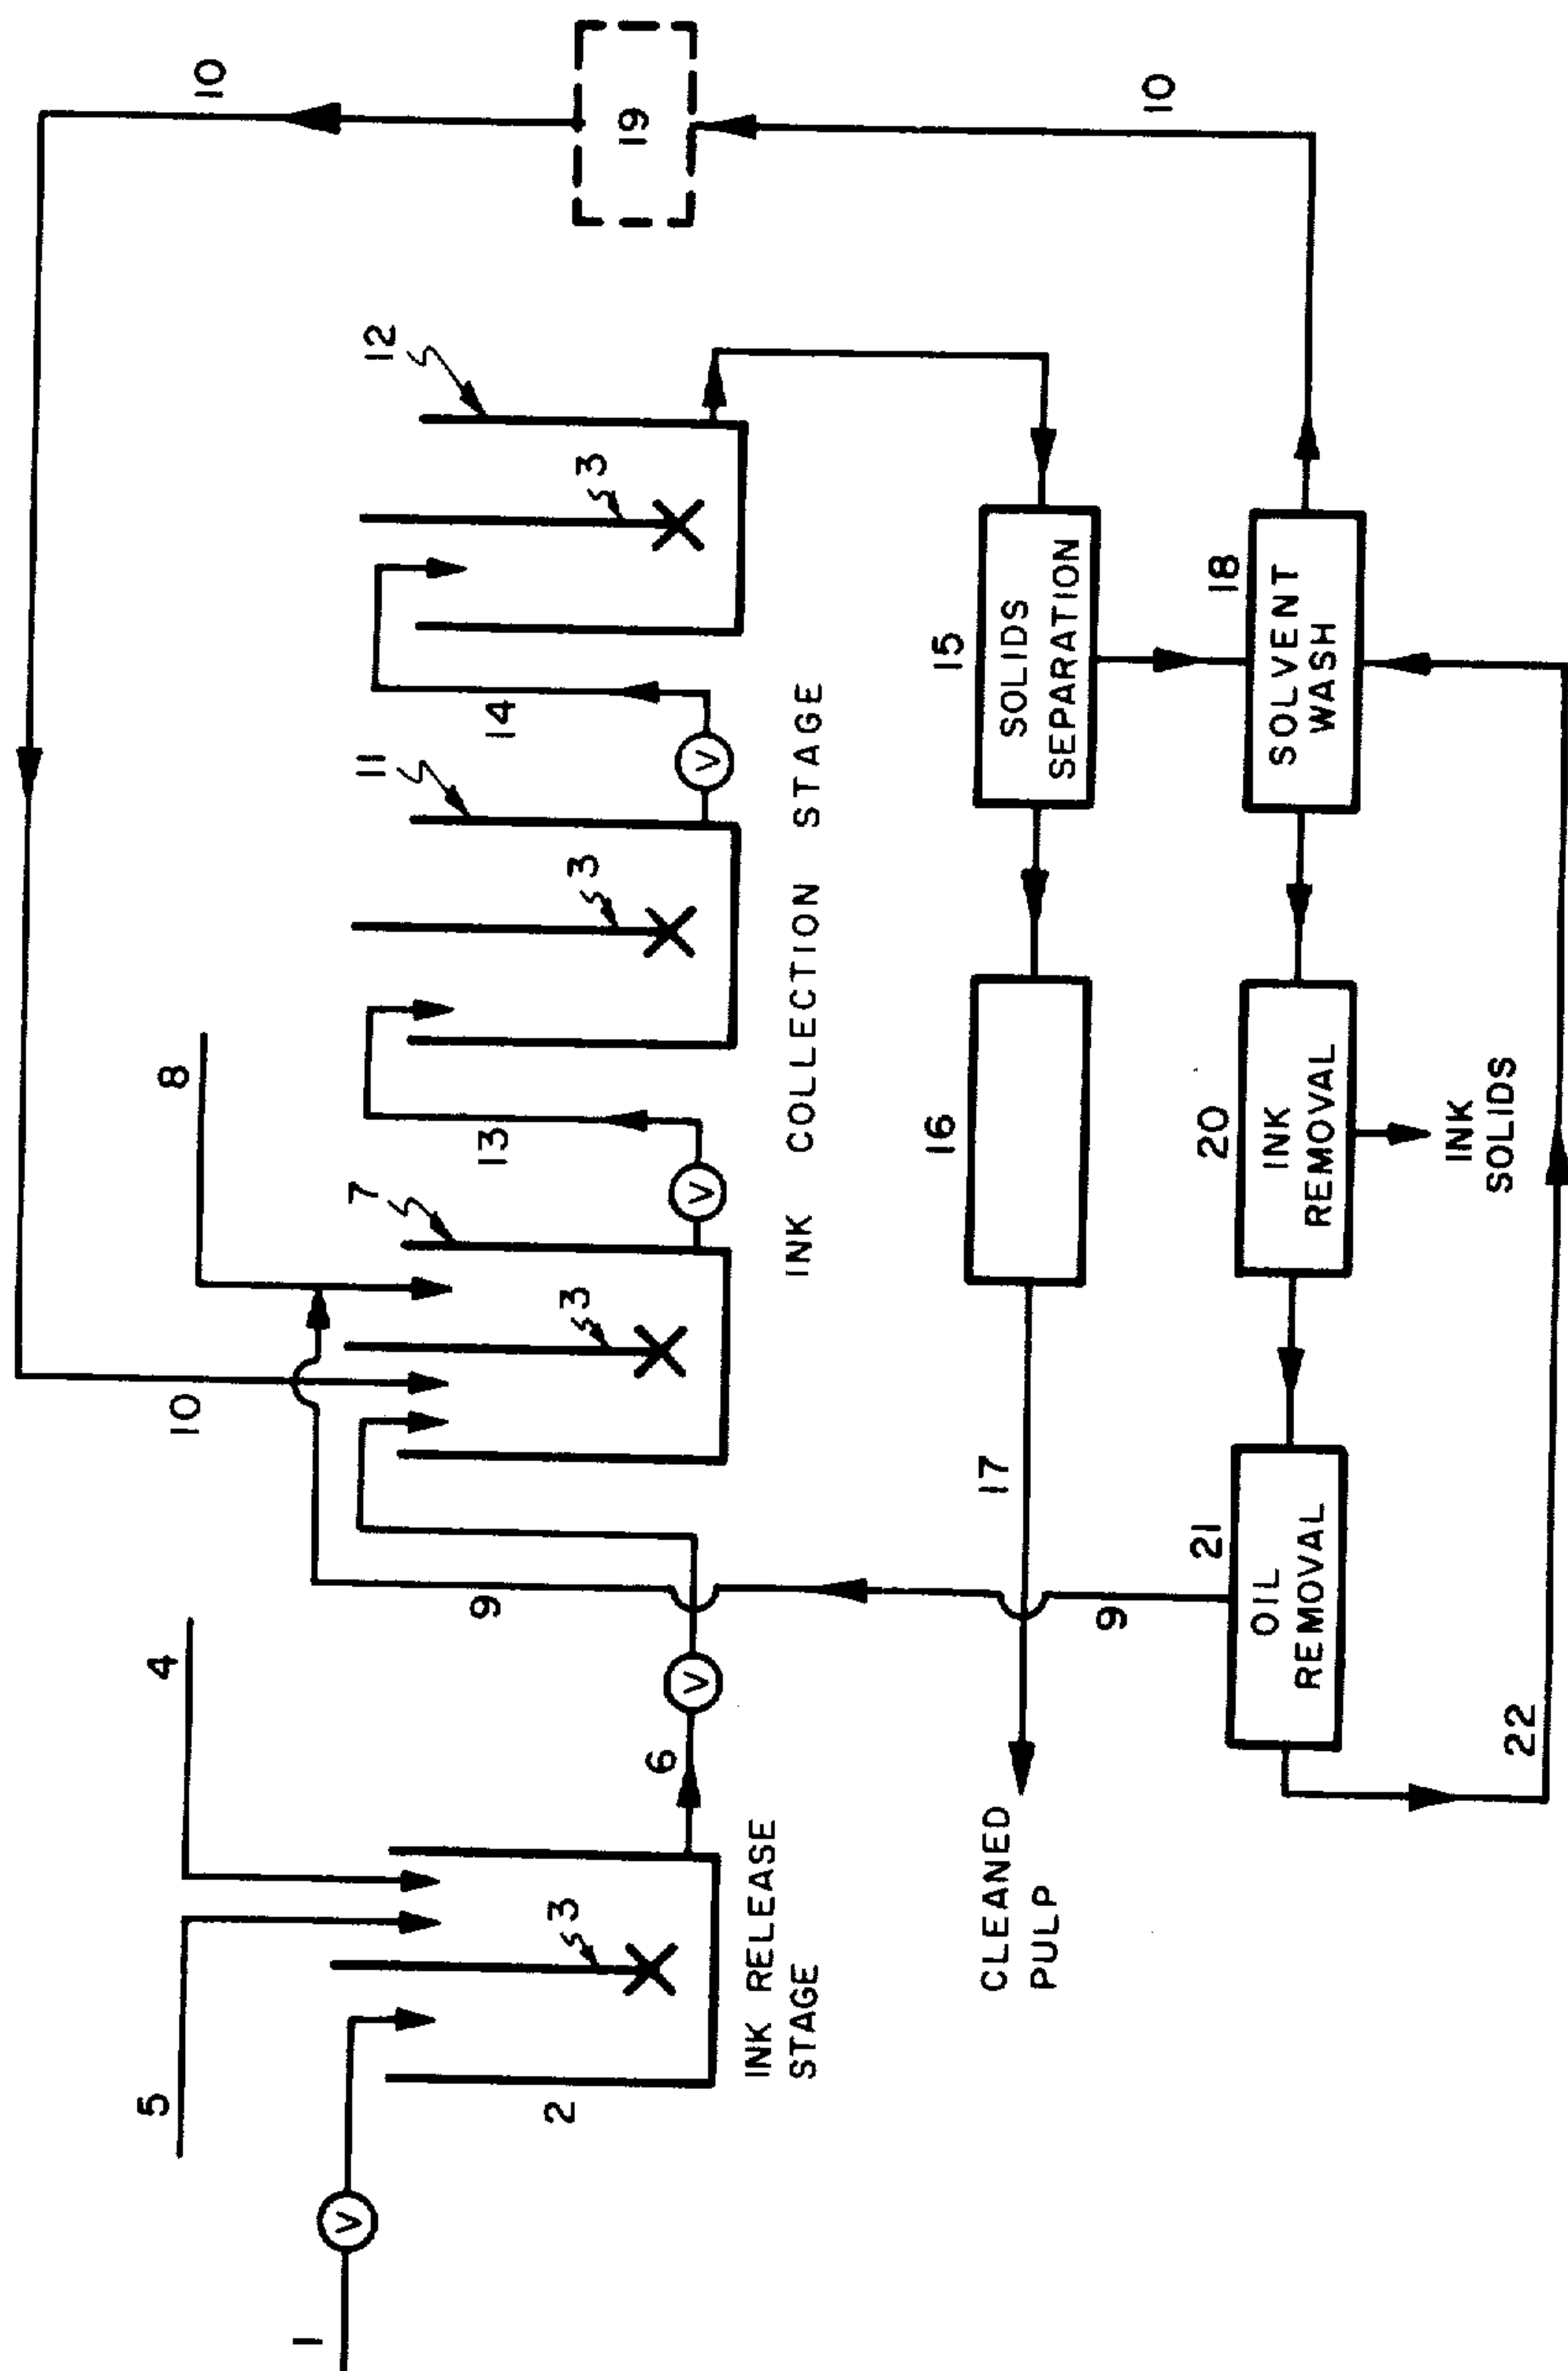 1
V
5
4
2
3
INK RELEASE
STAGE
6
V
9
10
8
7
3
V
13
11
3
V
14
12
3
INK COLLECTION STAGE
10
19
10
CLEANED
PULP
17
16
15
SOLIDS
SEPARATION
9
21
OIL
REMOVAL
20
INK
REMOVAL
18
SOLVENT
WASH
INK
SOLIDS
22